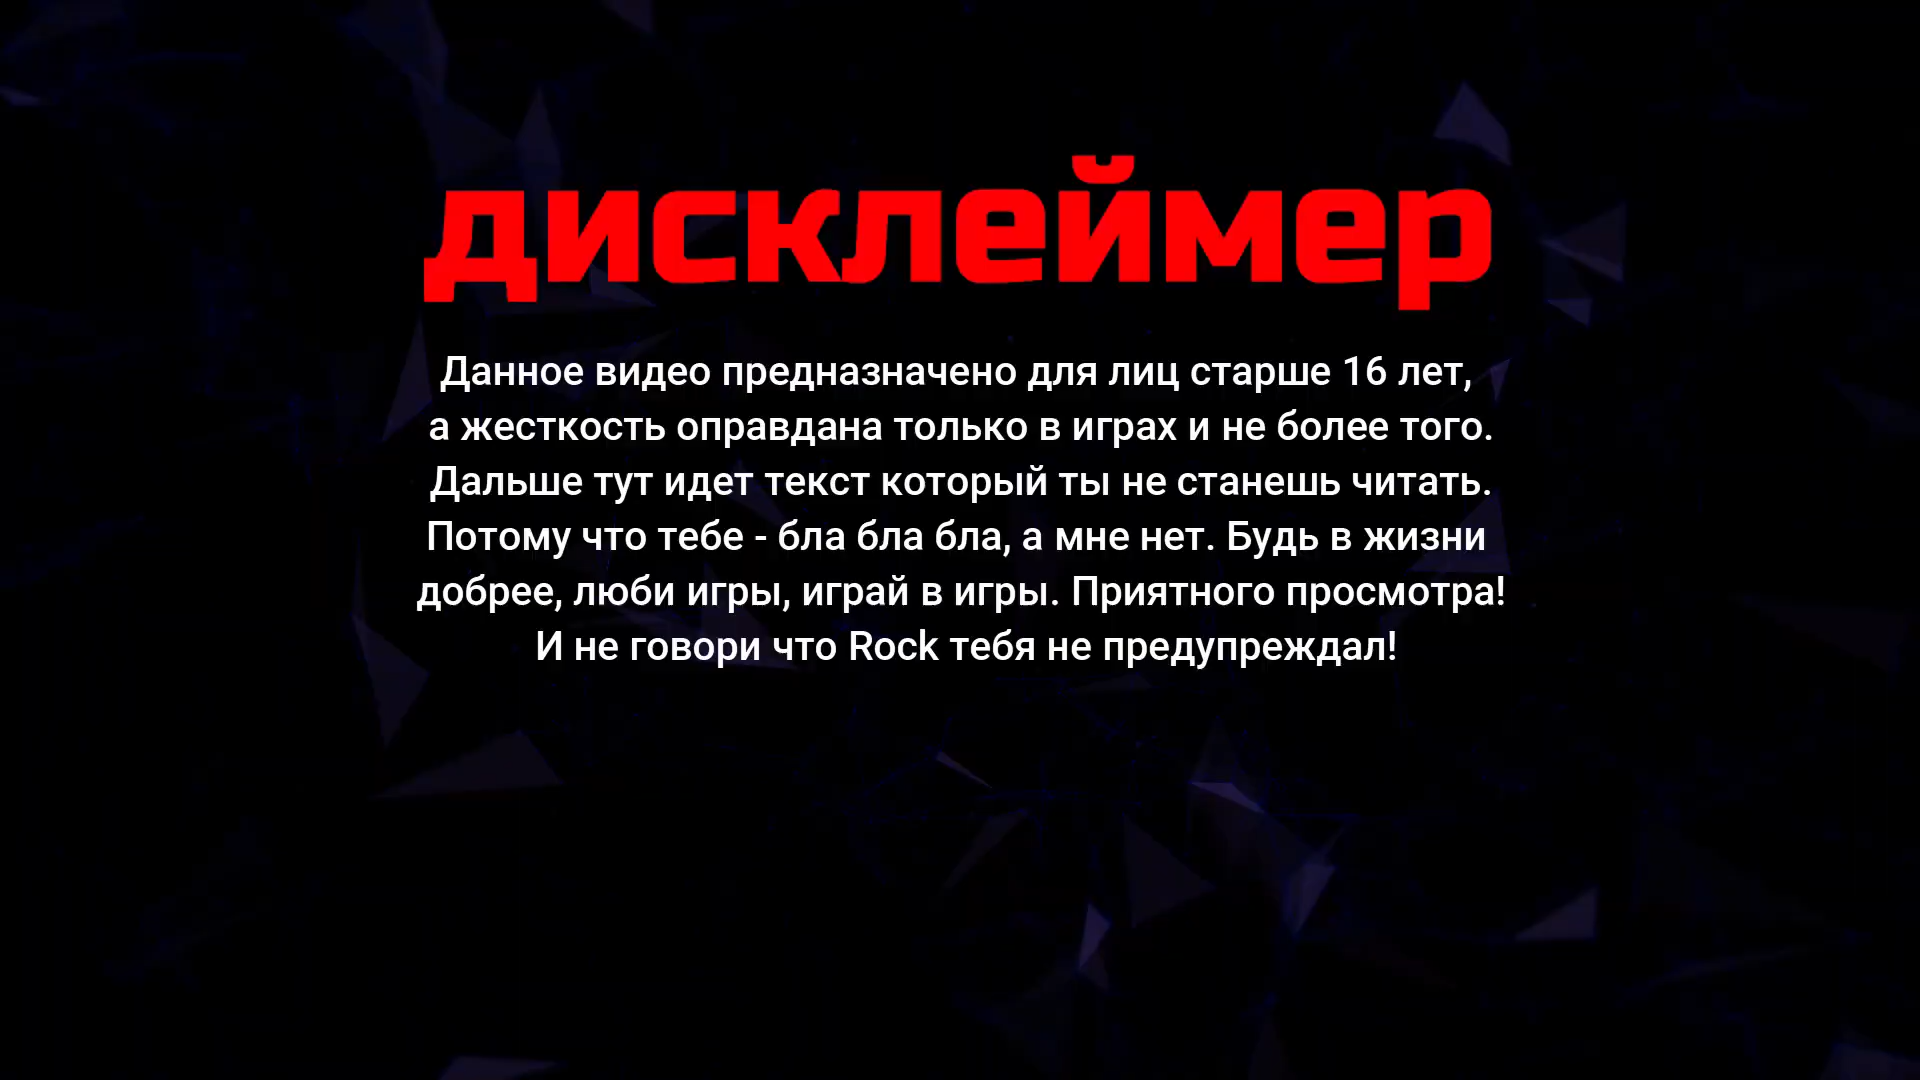 дисклеймер
Данное видео предназначено для лиц старше 16 лет,
а жесткость оправдана только в играх и не более того.
Дальше тут идет текст который ты не станешь читать.
Потому что тебе - бла бла бла, а мне нет. Будь в жизни
добрее, люби игры, играй в игры. Приятного просмотра!
И не говори что Rock тебя не предупреждал!